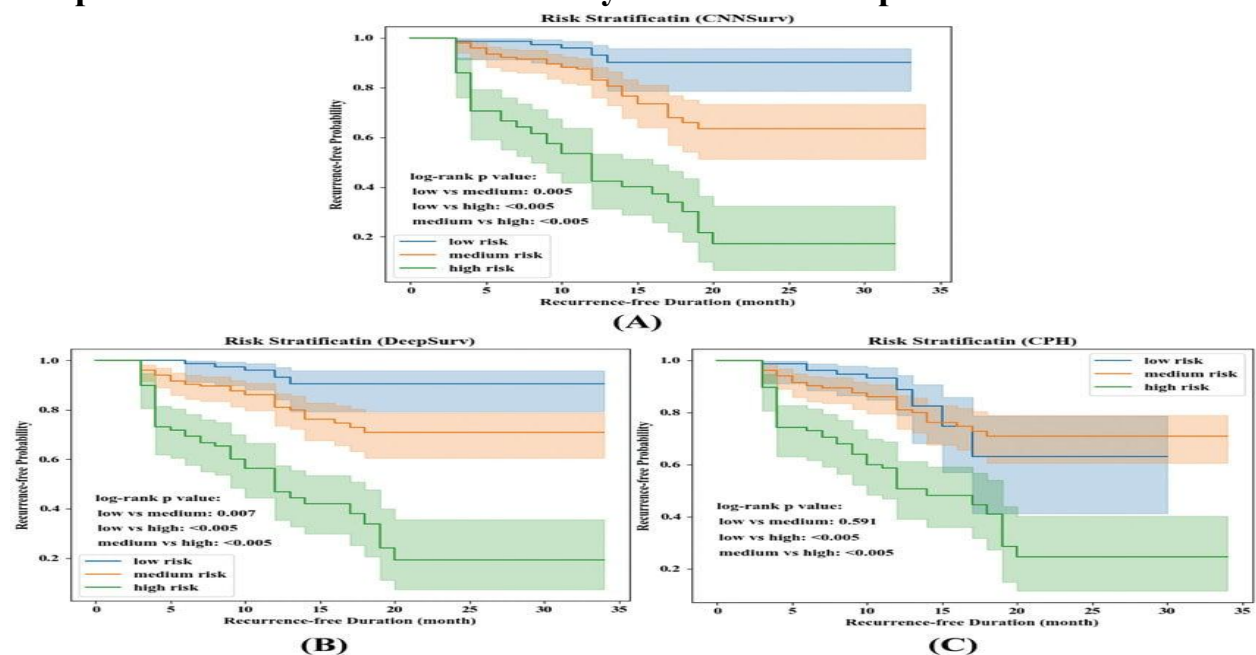 Risk Stratificatin (CNNSurv)
Recurrence-free Probability
1.0
0.8
0.6
0.4
0.2
log-rank p value:
low vs medium: 0.005
low vs high: <0.005
medium vs high: <0.005
low risk
medium risk
high risk
0 5 10 15 20 25 30 35
Recurrence-free Duration (month)
(A)
Risk Stratificatin (DeepSurv)
Recurrence-free Probability
1.0
0.8
0.6
0.4
0.2
log-rank p value:
low vs medium: 0.007
low vs high: <0.005
medium vs high: <0.005
low risk
medium risk
high risk
0 5 10 15 20 25 30 35
Recurrence-free Duration (month)
(B)
Risk Stratificatin (CPH)
Recurrence-free Probability
1.0
0.8
0.6
0.4
0.2
low risk
medium risk
high risk
log-rank p value:
low vs medium: 0.591
low vs high: <0.005
medium vs high: <0.005
0 5 10 15 20 25 30 35
Recurrence-free Duration (month)
(C)